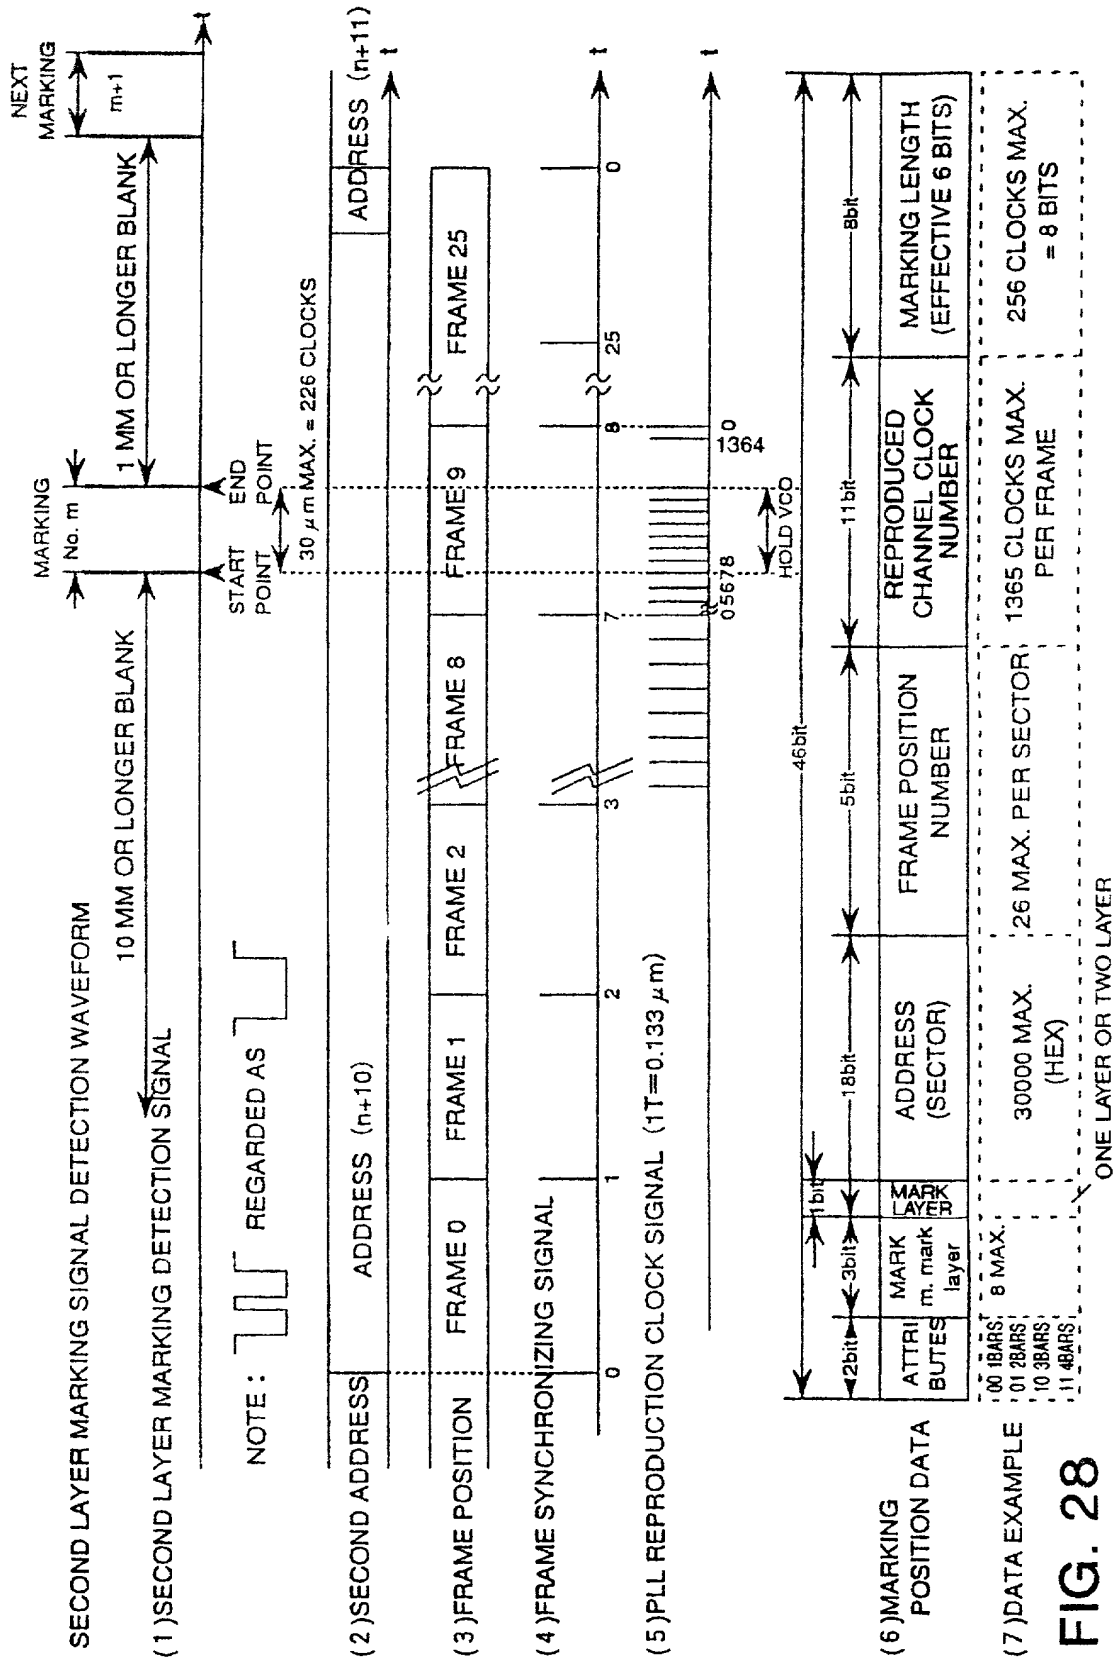 SECOND LAYER MARKING SIGNAL DETECTION WAVEFORM
MARKING
No. m
NEXT
MARKING
m+1
10 MM OR LONGER BLANK
1 MM OR LONGER BLANK
(1)SECOND LAYER MARKING DETECTION SIGNAL
t
START
POINT
END
POINT
NOTE :
REGARDED AS
30 μm MAX. = 226 CLOCKS
(2)SECOND ADDRESS
ADDRESS (n+10)
ADDRESS (n+11)
t
(3)FRAME POSITION
FRAME 0
FRAME 1
FRAME 2
FRAME 8
FRAME 9
FRAME 25
(4)FRAME SYNCHRONIZING SIGNAL
0
1
2
3
7
8
25
0
t
(5)PLL REPRODUCTION CLOCK SIGNAL (1T=0.133 μm)
0 5678
1364
0
t
HOLD VCO
46bit
2bit
3bit
1bit
18bit
5bit
11bit
8bit
(6)MARKING
POSITION DATA
ATTRI
BUTES
MARK
m. mark
layer
MARK
LAYER
ADDRESS
(SECTOR)
FRAME POSITION
NUMBER
REPRODUCED
CHANNEL CLOCK
NUMBER
MARKING LENGTH
(EFFECTIVE 6 BITS)
(7)DATA EXAMPLE
00 1BARS
01 2BARS
10 3BARS
11 4BARS
8 MAX.
30000 MAX.
(HEX)
26 MAX. PER SECTOR
1365 CLOCKS MAX.
PER FRAME
256 CLOCKS MAX.
= 8 BITS
ONE LAYER OR TWO LAYER
FIG. 28